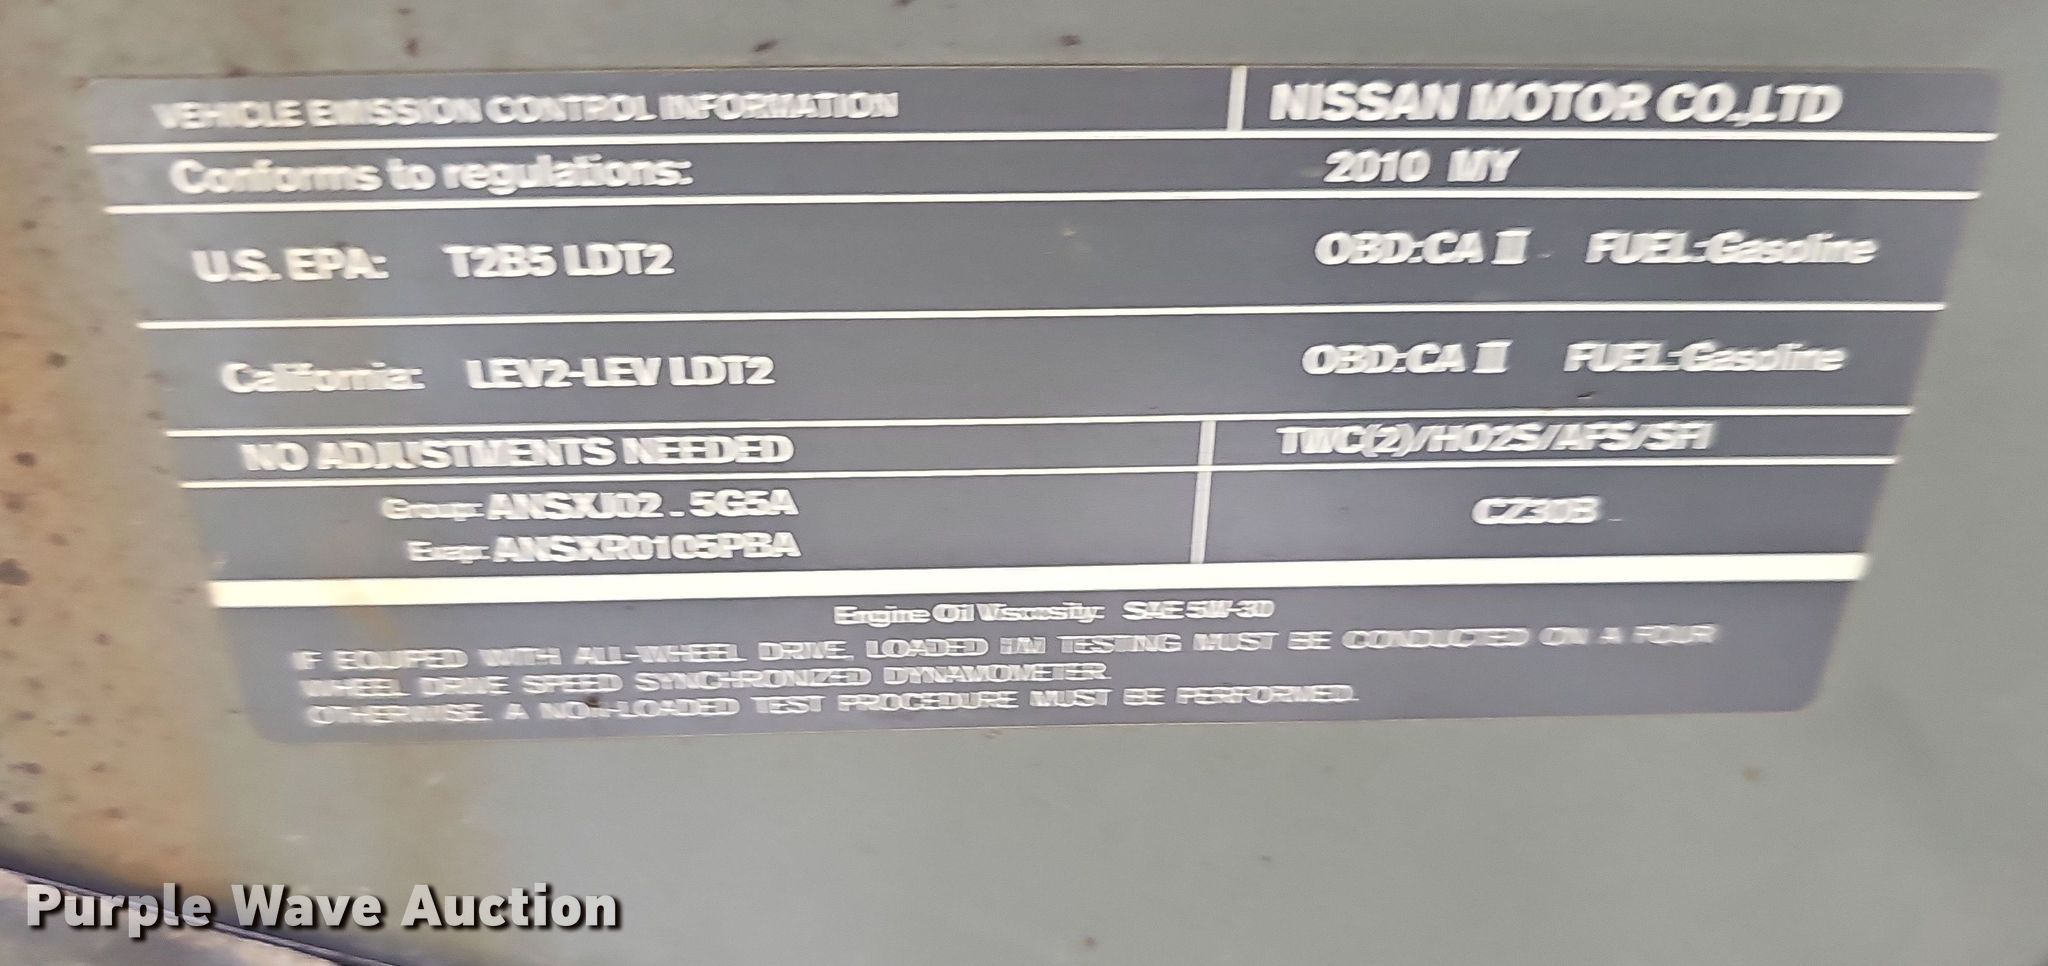 VEHICLE EMISSION CONTROL INFORMATION NISSAN MOTOR CO.,LTD
Conforms to regulations: 2010 MY
U.S. EPA: T2B5 LDT2 OBD:CA II FUEL:Gasoline
California: LEV2-LEV LDT2 OBD:CA II FUEL:Gasoline
NO ADJUSTMENTS NEEDED TWC(2)/HO2S/AFS/SFI
Group: ANSXJ02.5G5A CZ30B
Evap: ANSXR0105PBA
Engine Oil Viscosity: SAE 5W-30
IF EQUIPED WITH ALL-WHEEL DRIVE, LOADED I/M TESTING MUST BE CONDUCTED ON A FOUR
WHEEL DRIVE SPEED SYNCHRONIZED DYNAMOMETER.
OTHERWISE, A NON-LOADED TEST PROCEDURE MUST BE PERFORMED.
Purple Wave Auction